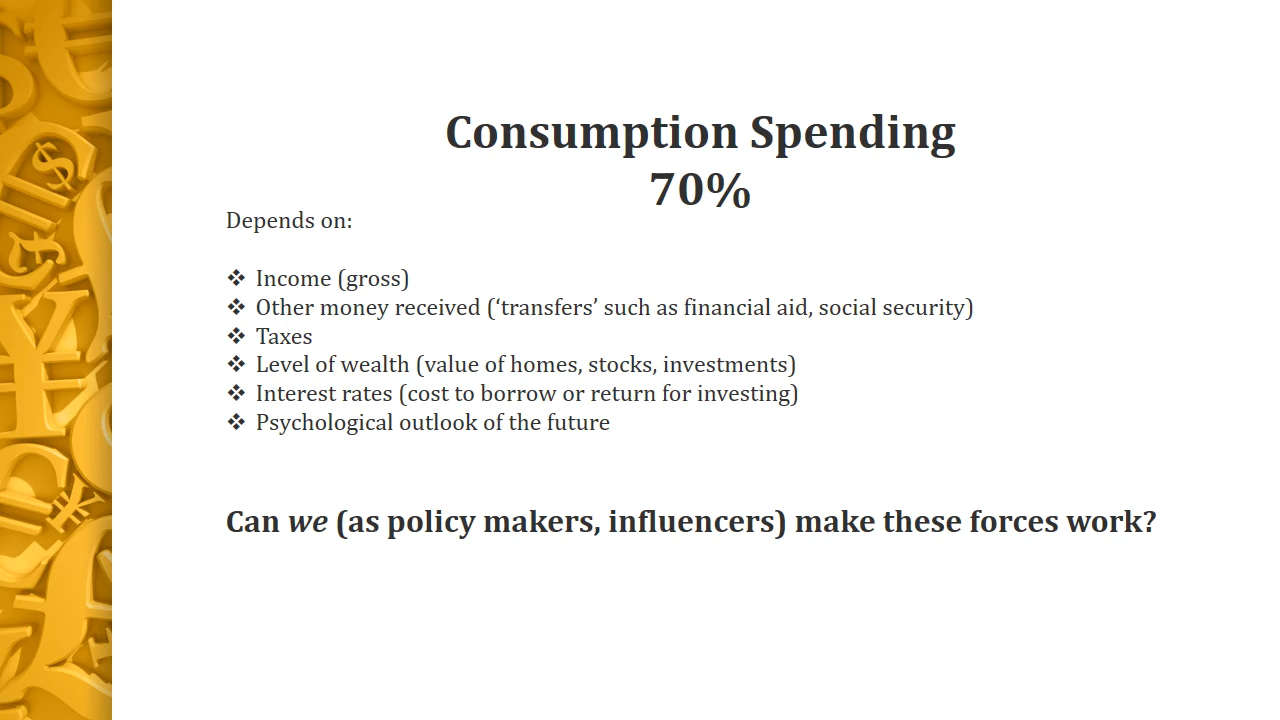 Consumption Spending
70%
Depends on:
❖ Income (gross)
❖ Other money received (‘transfers’ such as financial aid, social security)
❖ Taxes
❖ Level of wealth (value of homes, stocks, investments)
❖ Interest rates (cost to borrow or return for investing)
❖ Psychological outlook of the future
Can we (as policy makers, influencers) make these forces work?